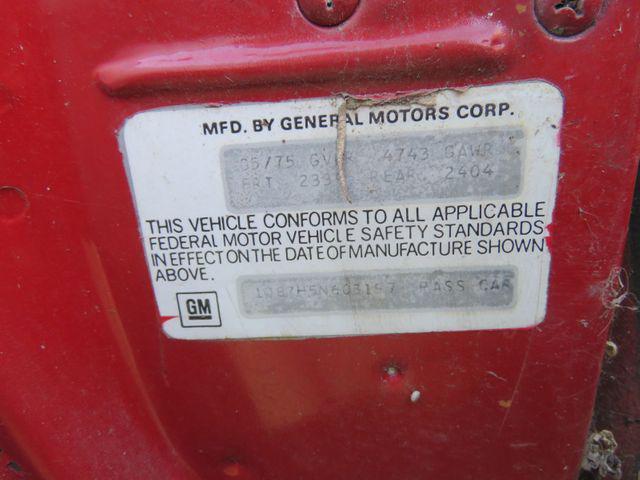 MFD. BY GENERAL MOTORS CORP.
05/75 GVWR 4743 GAWR
FRT 2339 REAR 2404
THIS VEHICLE CONFORMS TO ALL APPLICABLE
FEDERAL MOTOR VEHICLE SAFETY STANDARDS
IN EFFECT ON THE DATE OF MANUFACTURE SHOWN
ABOVE.
GM
1Q87H5N603197 PASS CAR